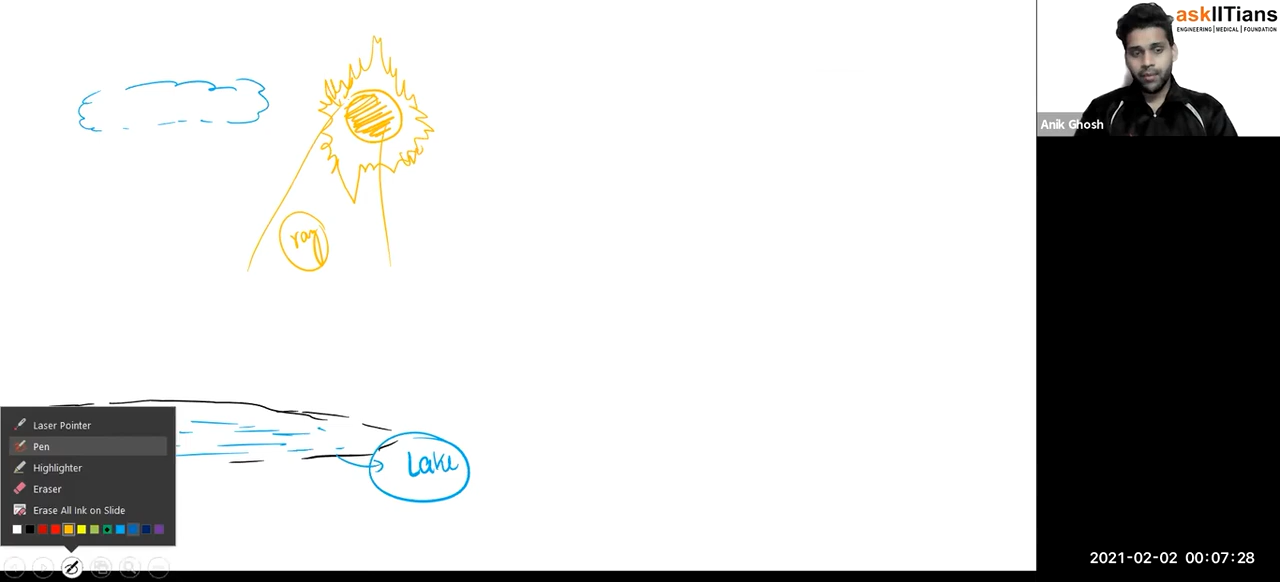 askIITians
ENGINEERING | MEDICAL | FOUNDATION
Anik Ghosh
ray
Lake
Laser Pointer
Pen
Highlighter
Eraser
Erase All Ink on Slide
2021-02-02 00:07:28